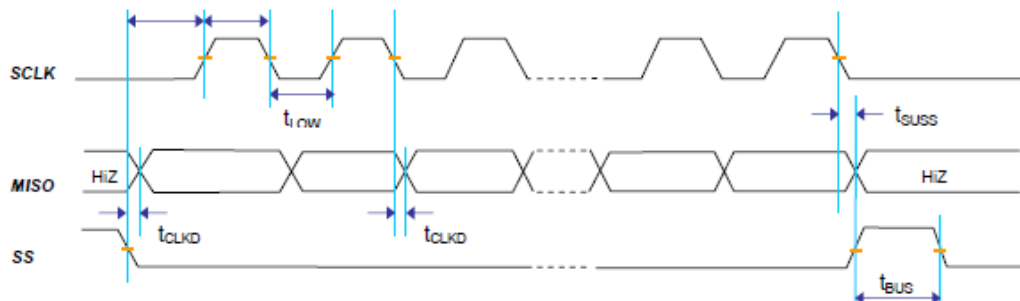 SCLK
tLOW
tSUSS
HiZ
HiZ
MISO
tCLKD
tCLKD
SS
tBUS